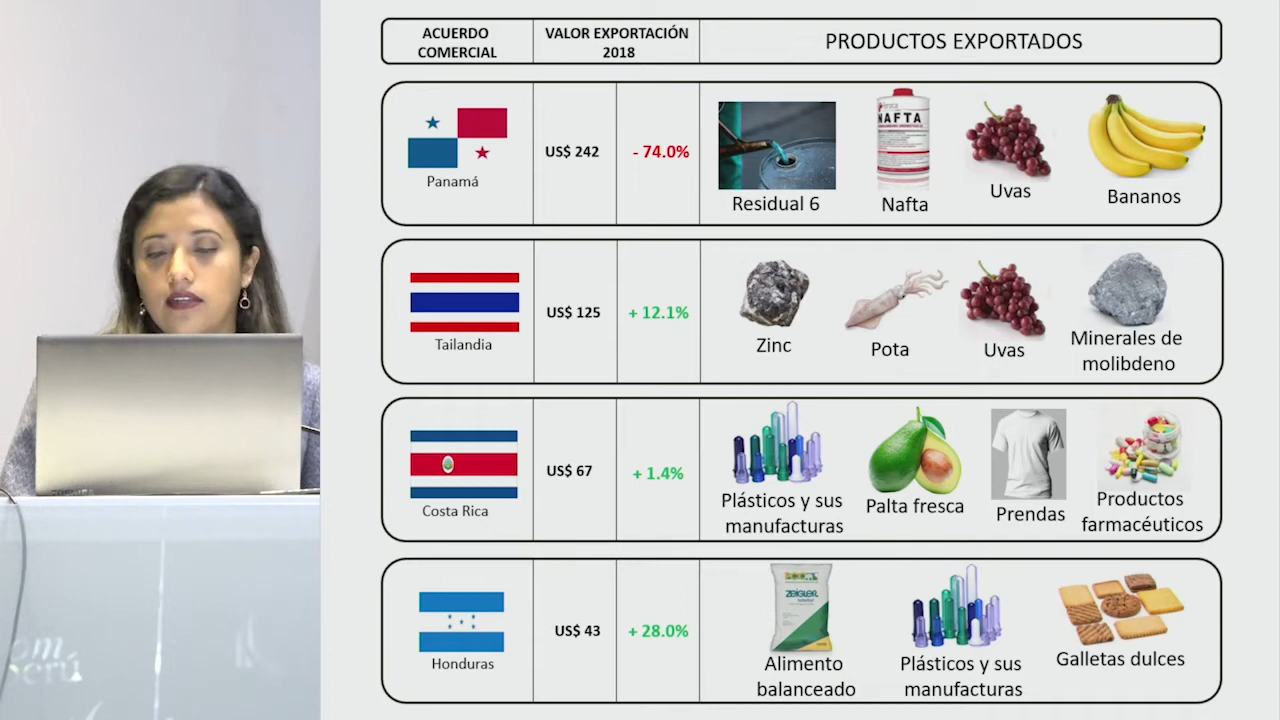 ACUERDO
COMERCIAL
VALOR EXPORTACIÓN
2018
PRODUCTOS EXPORTADOS
Panamá
US$ 242
- 74.0%
NAFTA
Residual 6
Nafta
Uvas
Bananos
Tailandia
US$ 125
+ 12.1%
Zinc
Pota
Uvas
Minerales de
molibdeno
Costa Rica
US$ 67
+ 1.4%
Plásticos y sus
manufacturas
Palta fresca
Prendas
Productos
farmacéuticos
Honduras
US$ 43
+ 28.0%
ZEIGLER
Alimento
balanceado
Plásticos y sus
manufacturas
Galletas dulces